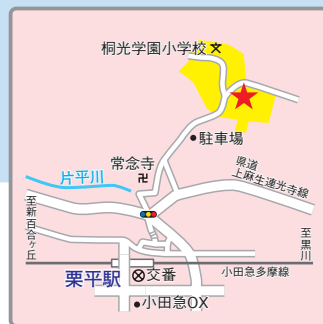 桐光学園小学校
駐車場
常念寺
県道
上麻生連光寺線
片平川
至新百合ヶ丘
至黒川
小田急多摩線
栗平駅
交番
小田急OX